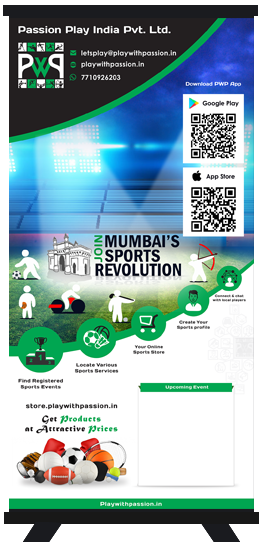 Passion Play India Pvt. Ltd.
PWP
letsplay@playwithpassion.in
playwithpassion.in
7710926203
Download PWP App
Google Play
App Store
JOIN
MUMBAI'S
SPORTS
REVOLUTION
Connect & chat
with local players
Create Your
Sports profile
Your Online
Sports Store
Locate Various
Sports Services
Find Registered
Sports Events
store.playwithpassion.in
Get Products
at Attractive Prices
Upcoming Event
Playwithpassion.in